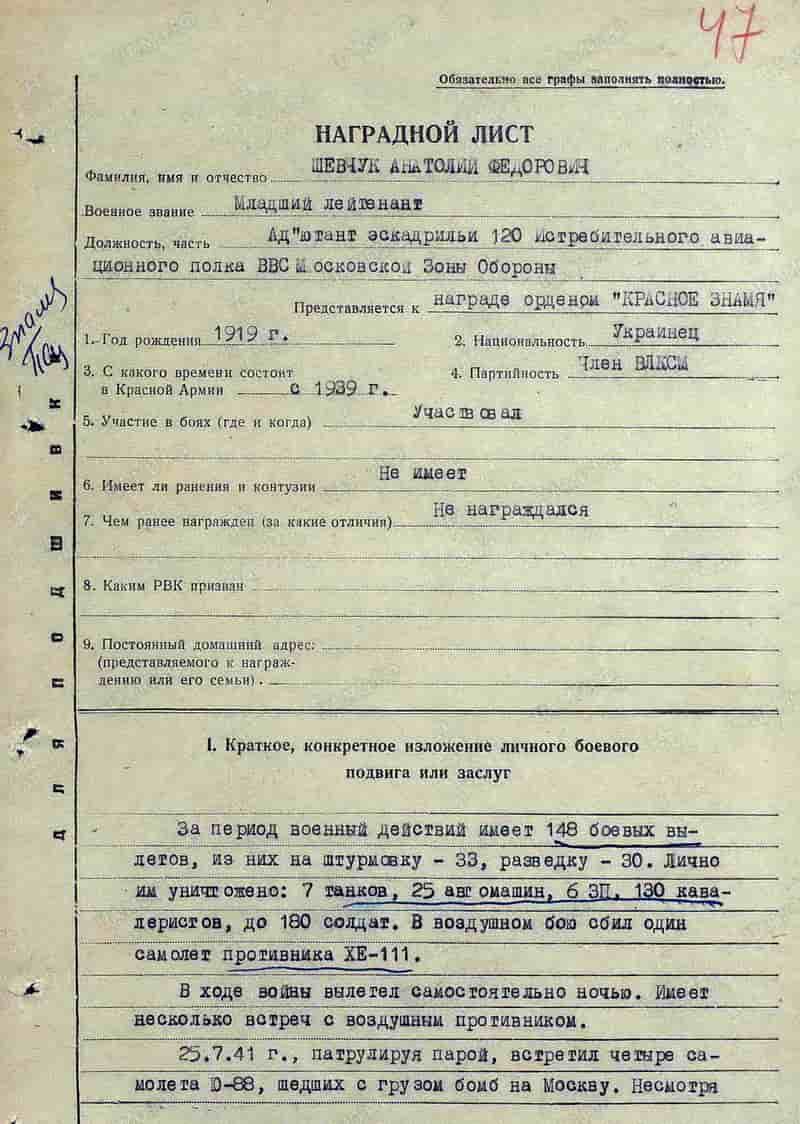 47
Обязательно все графы заполнять полностью.
НАГРАДНОЙ ЛИСТ
Фамилия, имя и отчество ШЕВЧУК АНАТОЛИЙ ФЕДОРОВИЧ
Военное звание Младший лейтенант
Должность, часть Ад"ютант эскадрильи 120 Истребительного авиа-
ционного полка ВВС Московской Зоны Обороны
Представляется к награде орденом "КРАСНОЕ ЗНАМЯ"
1. Год рождения 1919 г. 2. Национальность Украинец
3. С какого времени состоит 4. Партийность Член ВЛКСМ
в Красной Армии с 1939 г.
5. Участие в боях (где и когда) Участвовал
6. Имеет ли ранения и контузии Не имеет
7. Чем ранее награжден (за какие отличия) Не награждался
8. Каким РВК призван
9. Постоянный домашний адрес:
(представляемого к награж-
дению или его семьи).
Для подшивки
I. Краткое, конкретное изложение личного боевого
подвига или заслуг
За период военный действий имеет 148 боевых вы-
летов, из них на штурмовку - 33, разведку - 30. Лично
им уничтожено: 7 танков, 25 автомашин, 6 ЗП, 130 кава-
леристов, до 180 солдат. В воздушном бою сбил один
самолет противника ХЕ-111.
В ходе войны вылетел самостоятельно ночью. Имеет
несколько встреч с воздушным противником.
25.7.41 г., патрулируя парой, встретил четыре са-
молета Ю-88, шедших с грузом бомб на Москву. Несмотря